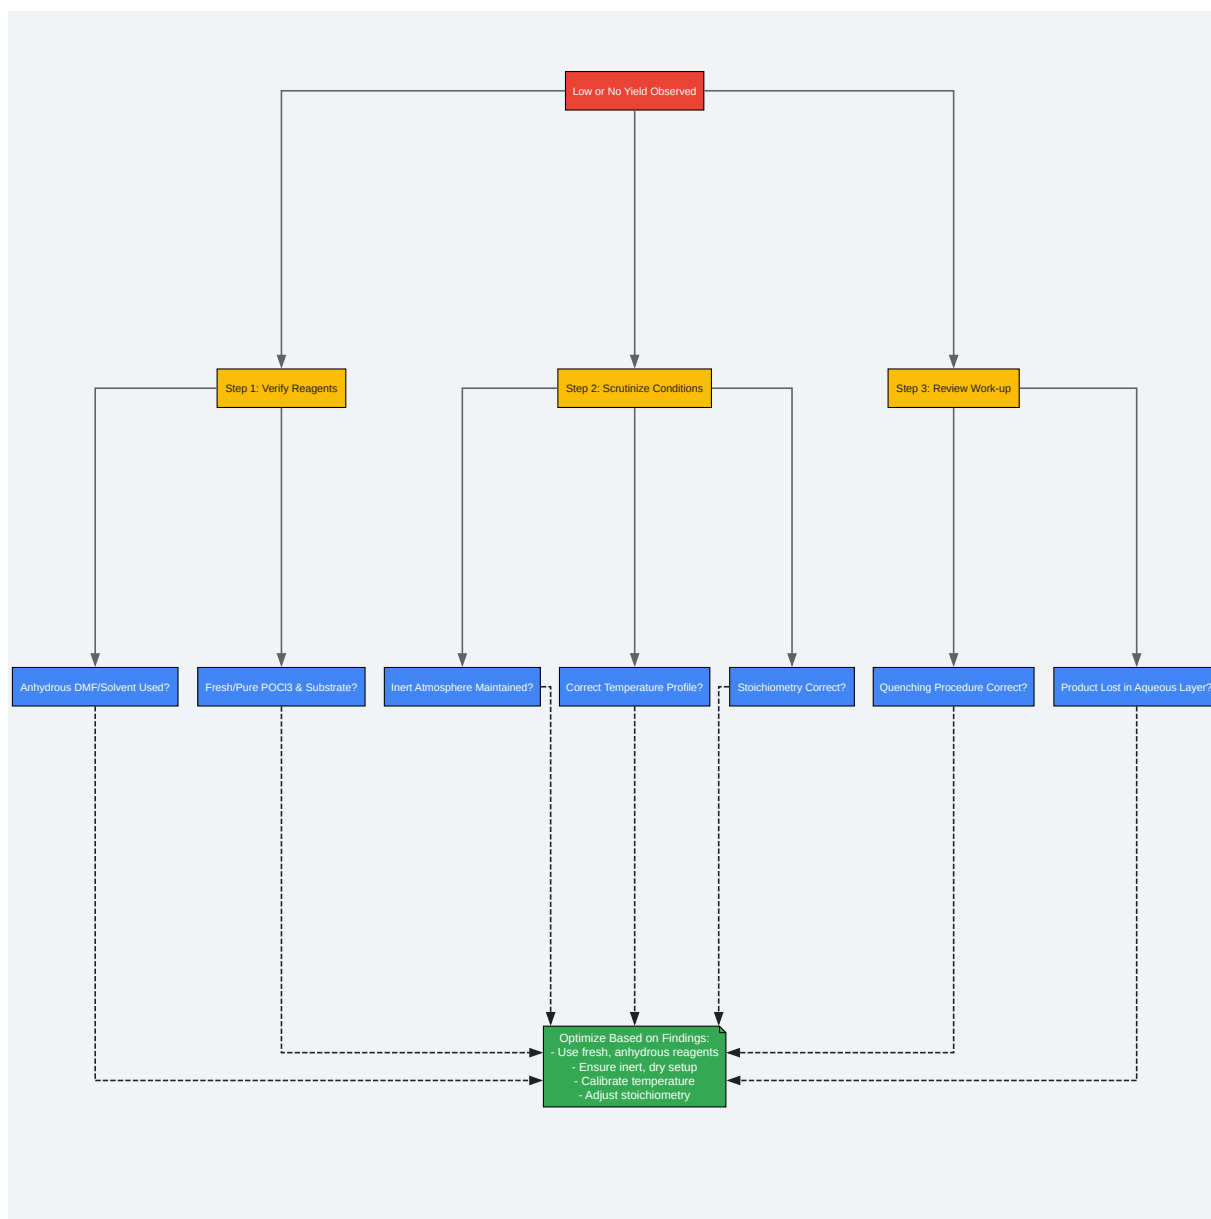 Low or No Yield Observed
Step 1: Verify Reagents
Step 2: Scrutinize Conditions
Step 3: Review Work-up
Anhydrous DMF/Solvent Used?
Fresh/Pure POCl3 & Substrate?
Inert Atmosphere Maintained?
Correct Temperature Profile?
Stoichiometry Correct?
Quenching Procedure Correct?
Product Lost in Aqueous Layer?
Optimize Based on Findings:
- Use fresh, anhydrous reagents
- Ensure inert, dry setup
- Calibrate temperature
- Adjust stoichiometry